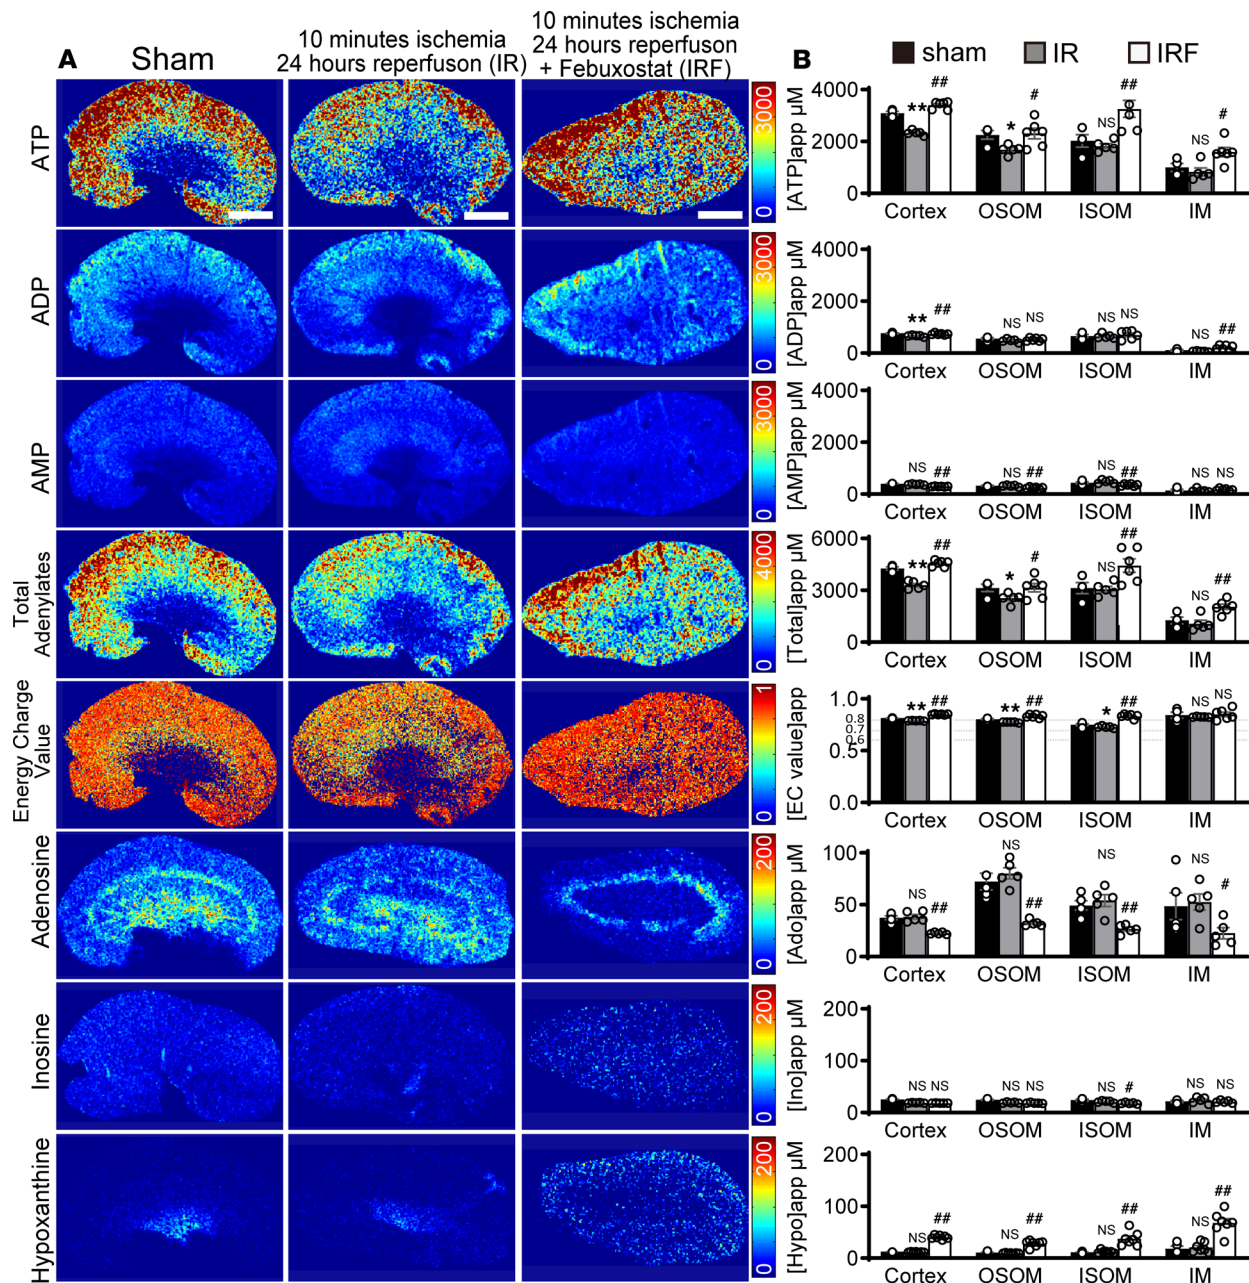 A
Sham
10 minutes ischemia
24 hours reperfuson (IR)
10 minutes ischemia
24 hours reperfuson
+ Febuxostat (IRF)
B
sham IR IRF
ATP
3000
0
[ATP]app μM
4000
2000
0
** ## * # NS ## NS #
Cortex OSOM ISOM IM
ADP
3000
0
[ADP]app μM
4000
2000
0
** ## NS NS NS NS NS ##
Cortex OSOM ISOM IM
AMP
3000
0
[AMP]app μM
4000
2000
0
NS ## NS ## NS ## NS NS
Cortex OSOM ISOM IM
Total
Adenylates
4000
0
[Total]app μM
6000
3000
0
** ## * # NS ## NS ##
Cortex OSOM ISOM IM
Energy Charge
Value
1
0
[EC value]app
1.0
0.8
0.7
0.6
0.5
0.0
** ## ** ## * ## NS NS
Cortex OSOM ISOM IM
Adenosine
200
0
[Ado]app μM
100
50
0
NS ## NS ## NS ## NS #
Cortex OSOM ISOM IM
Inosine
200
0
[Ino]app μM
200
100
0
NS NS NS NS NS # NS NS
Cortex OSOM ISOM IM
Hypoxanthine
200
0
[Hypo]app μM
200
100
0
NS ## NS ## NS ## NS ##
Cortex OSOM ISOM IM